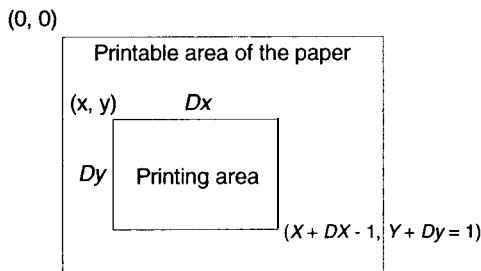 (0, 0)
Printable area of the paper
(x, y) Dx
Dy Printing area
(X + DX - 1, Y + Dy = 1)